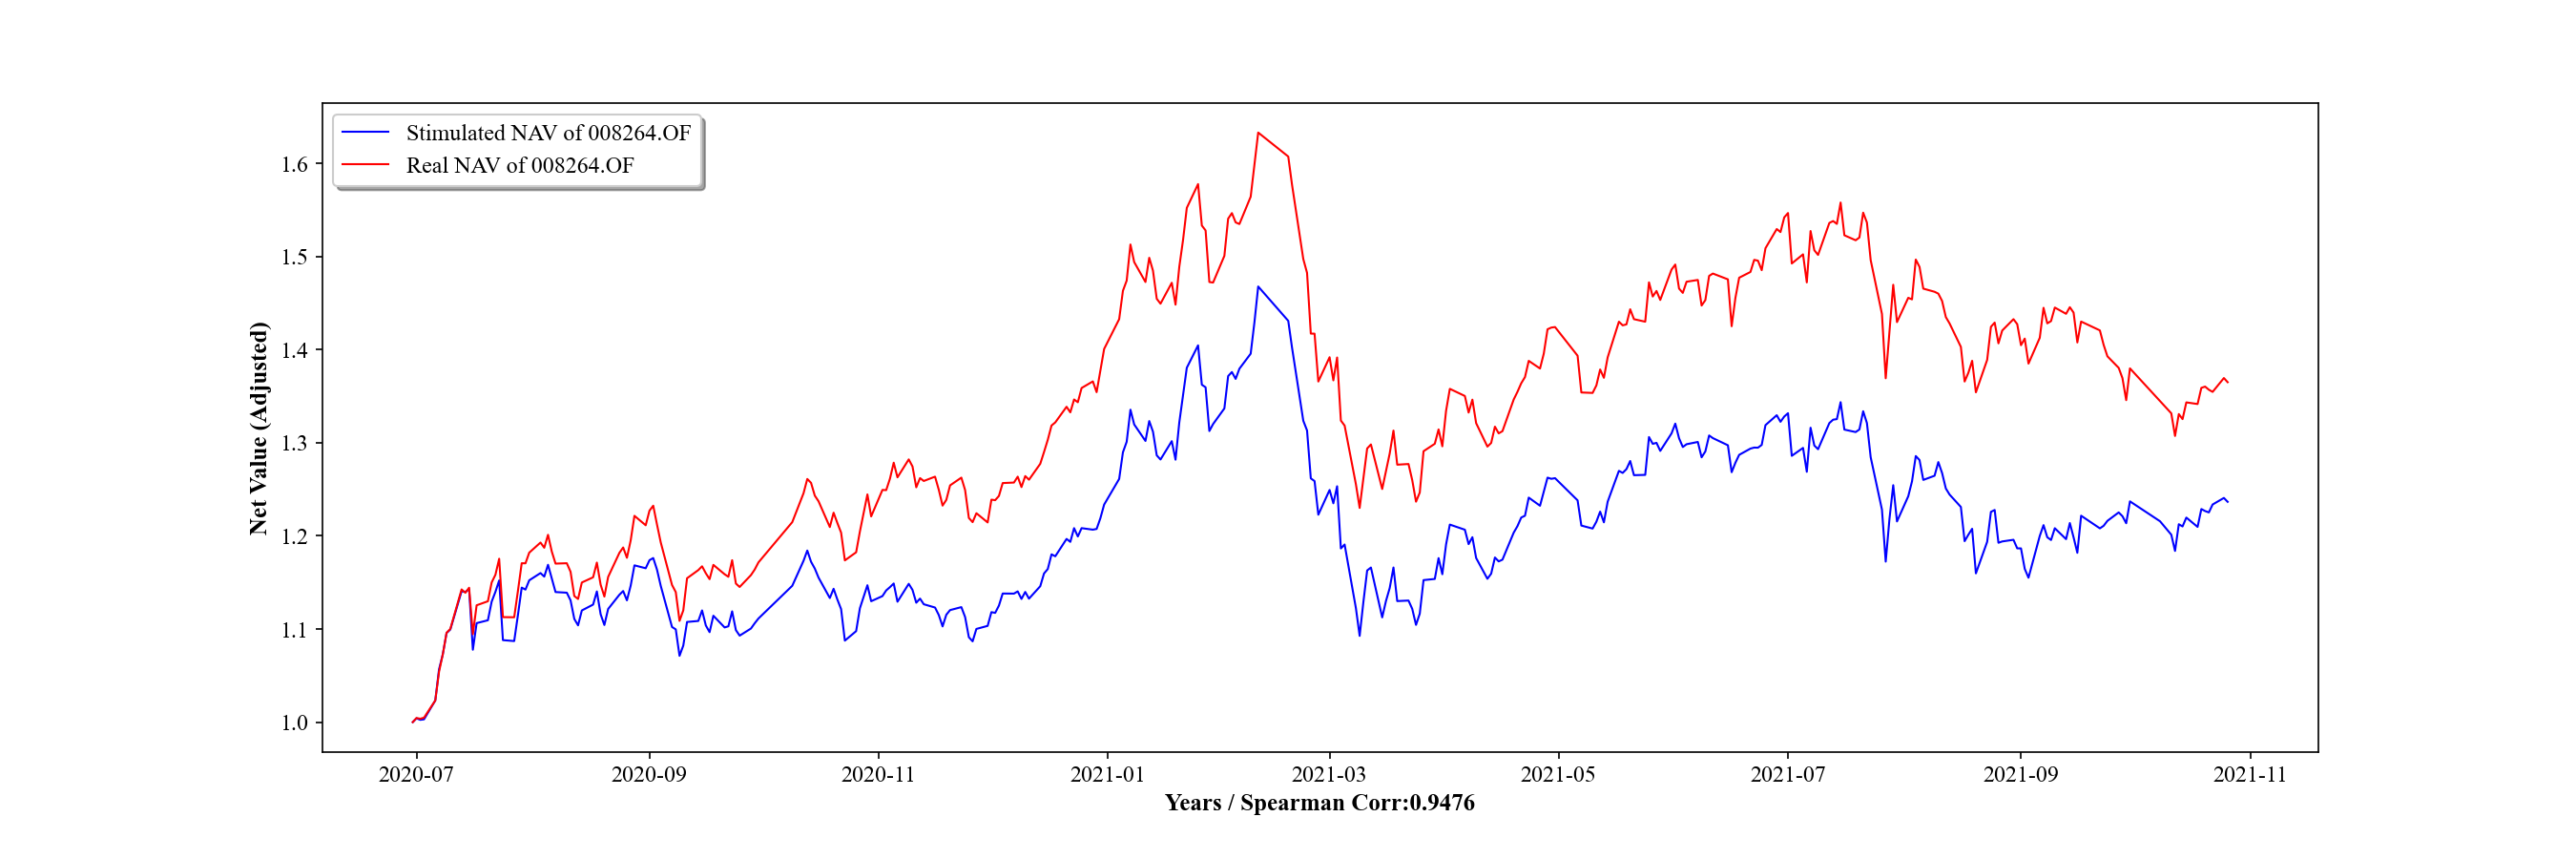 Stimulated NAV of 008264.OF
Real NAV of 008264.OF
Net Value (Adjusted)
1.6
1.5
1.4
1.3
1.2
1.1
1.0
2020-07 2020-09 2020-11 2021-01 2021-03 2021-05 2021-07 2021-09 2021-11
Years / Spearman Corr:0.9476